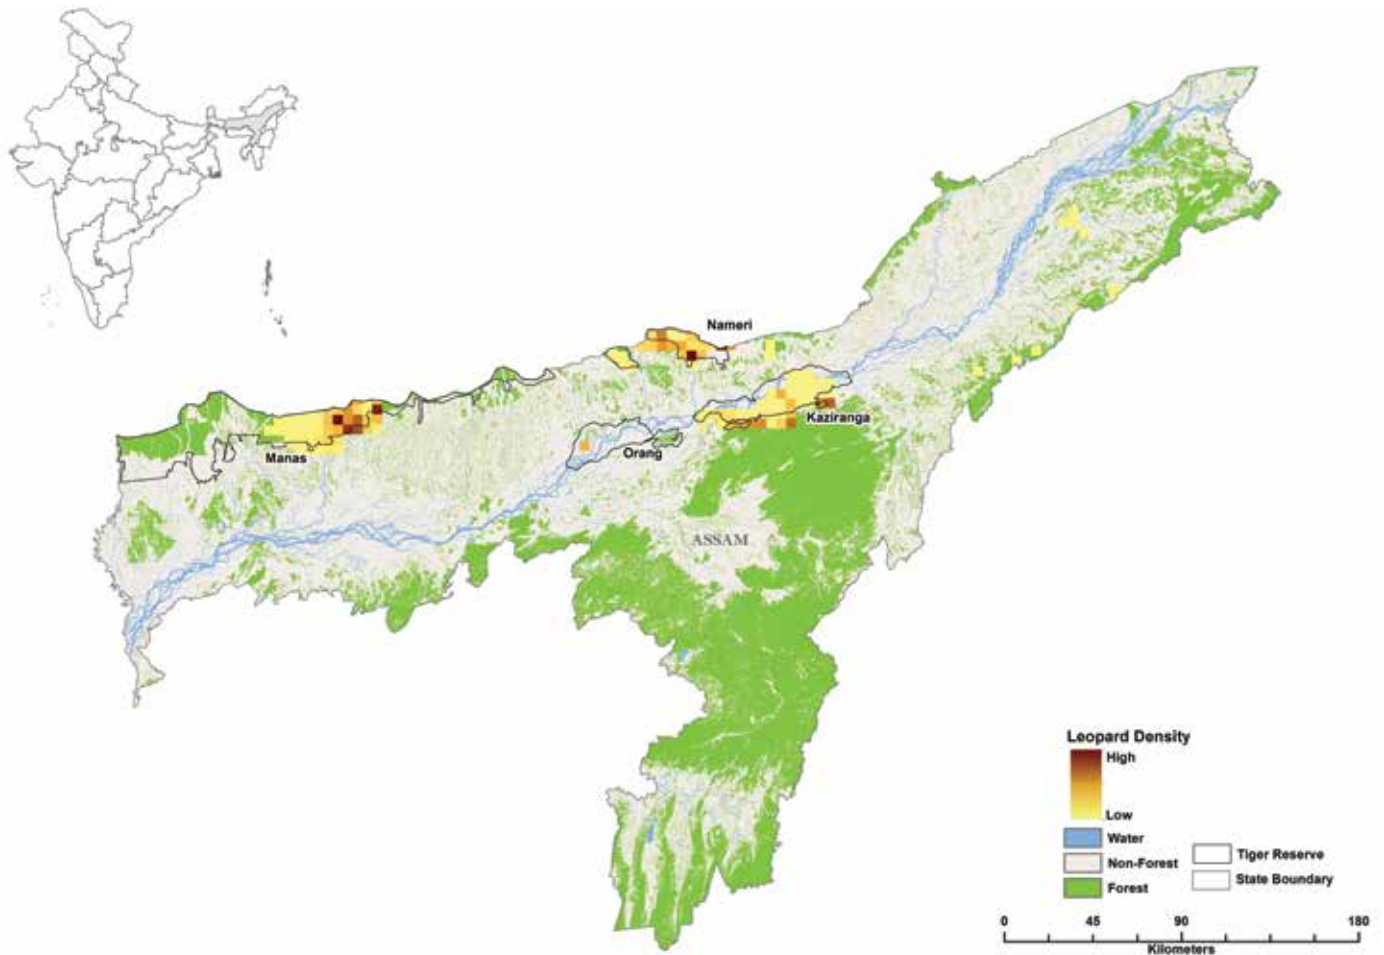 Nameri
Kaziranga
Manas
Orang
ASSAM
Leopard Density
High
Low
Water
Non-Forest
Forest
Tiger Reserve
State Boundary
0 45 90 180
Kilometers